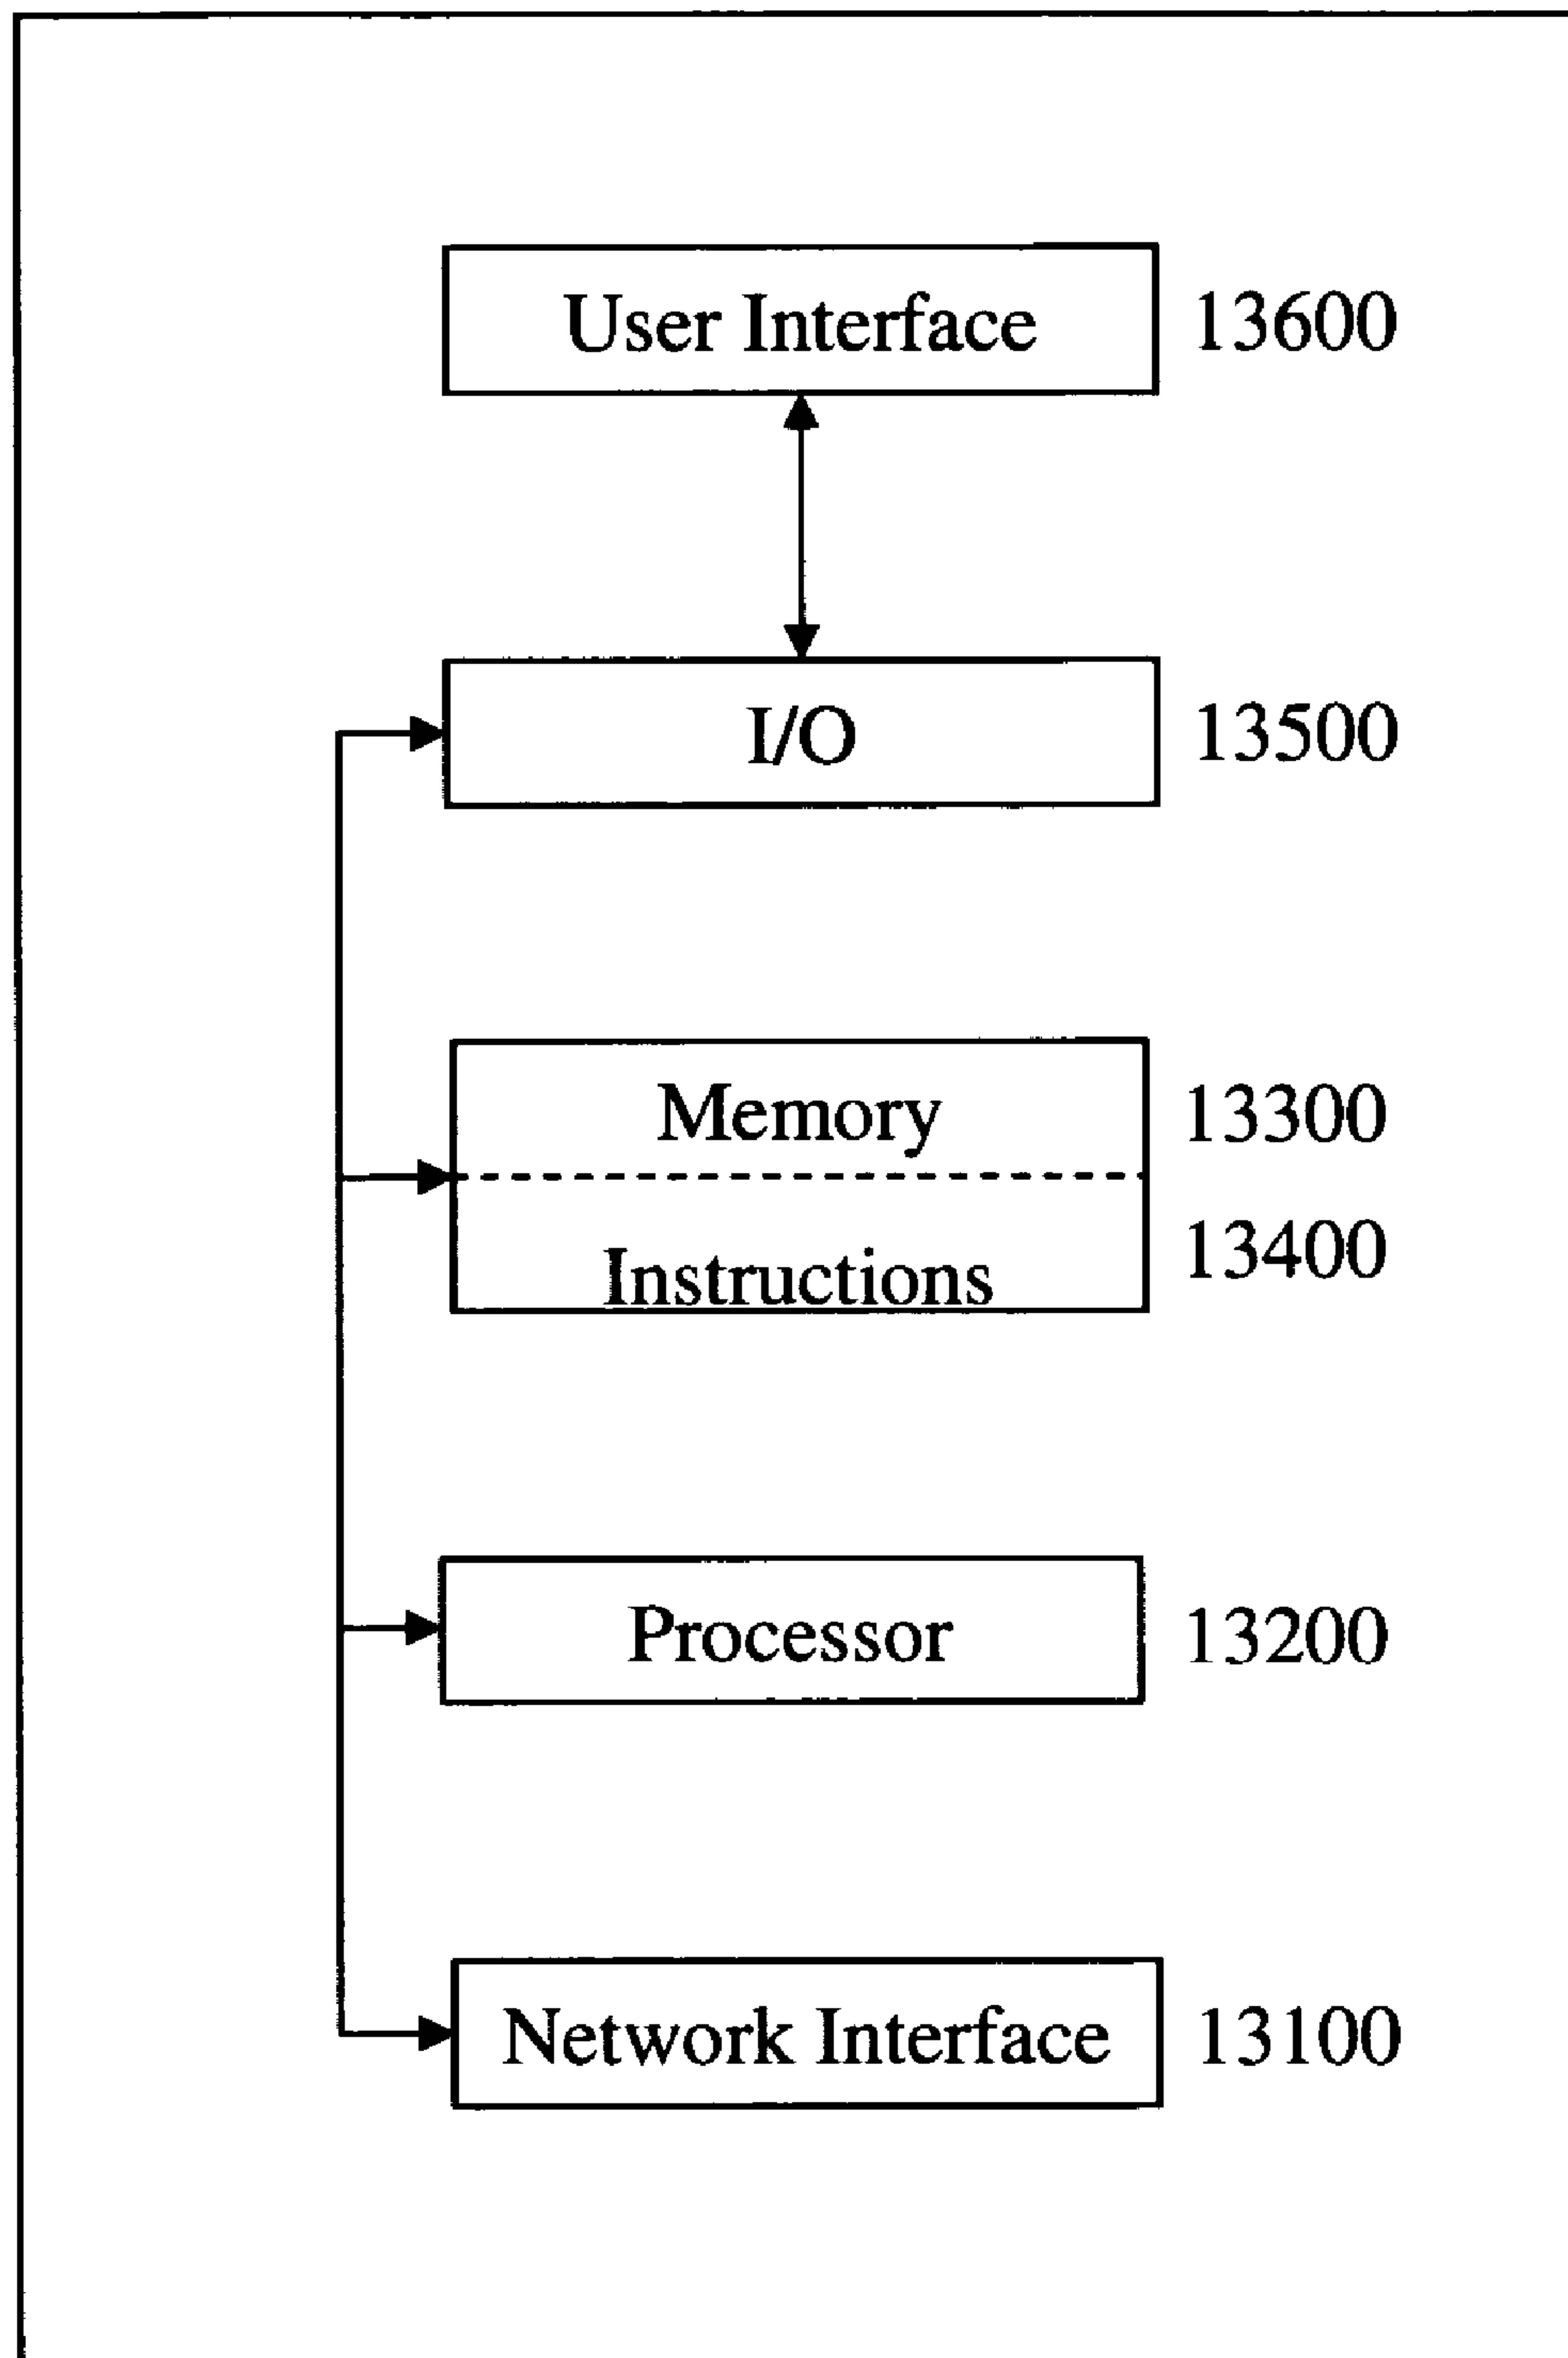 User Interface 13600
I/O 13500
Memory 13300
Instructions 13400
Processor 13200
Network Interface 13100